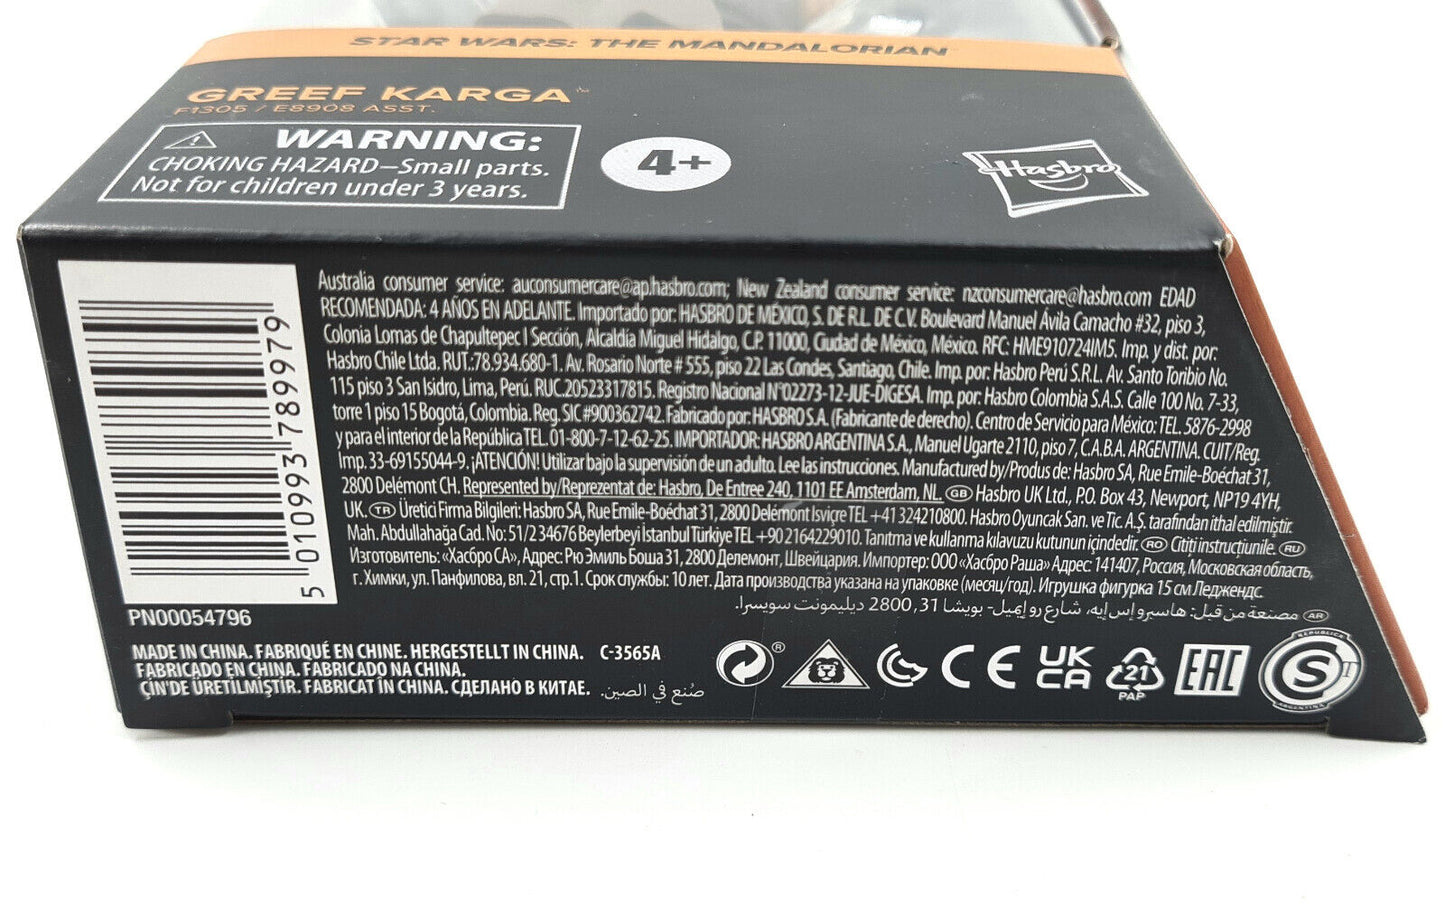 STAR WARS: THE MANDALORIAN
GREEF KARGA™
F1305 / E8908 ASST.
WARNING:
CHOKING HAZARD—Small parts.
Not for children under 3 years.
4+
Hasbro
5 010993 789979
PN00054796
Australia consumer service: auconsumercare@ap.hasbro.com; New Zealand consumer service: nzconsumercare@hasbro.com EDAD
RECOMENDADA: 4 AÑOS EN ADELANTE. Importado por: HASBRO DE MEXICO, S. DE R.L. DE C.V. Boulevard Manuel Ávila Camacho #32, piso 3,
Colonia Lomas de Chapultepec I Sección, Alcaldía Miguel Hidalgo, C.P. 11000, Ciudad de México, México. RFC: HME910724IM5. Imp. y dist. por:
Hasbro Chile Ltda. RUT.:78.934.680-1. Av. Rosario Norte # 555, piso 22 Las Condes, Santiago, Chile. Imp. por: Hasbro Perú S.R.L. Av. Santo Toribio No.
115 piso 3 San Isidro, Lima, Perú. RUC.20523317815. Registro Nacional N°02273-12-JUE-DIGESA. Imp. por: Hasbro Colombia S.A.S. Calle 100 No. 7-33,
torre 1 piso 15 Bogotá, Colombia. Reg. SIC #900362742. Fabricado por: HASBRO S.A. (Fabricante de derecho). Centro de Servicio para México: TEL. 5876-2998
y para el interior de la República TEL. 01-800-7-12-62-25. IMPORTADOR: HASBRO ARGENTINA S.A., Manuel Ugarte 2110, piso 7, C.A.B.A. ARGENTINA. CUIT/Reg.
Imp. 33-69155044-9. ¡ATENCIÓN! Utilizar bajo la supervisión de un adulto. Lee las instrucciones. Manufactured by/Produs de: Hasbro SA, Rue Emile-Boéchat 31,
2800 Delémont CH. Represented by/Reprezentat de: Hasbro, De Entree 240, 1101 EE Amsterdam, NL. GB Hasbro UK Ltd., P.O. Box 43, Newport, NP19 4YH,
UK. TR Üretici Firma Bilgileri: Hasbro SA, Rue Emile-Boéchat 31, 2800 Delémont İsviçre TEL +41 324210800. Hasbro Oyuncak San. ve Tic. A.Ş. tarafından ithal edilmiştir.
Mah. Abdullahağa Cad. No: 51/2 34676 Beylerbeyi İstanbul Türkiye TEL +90 2164229010. Tanıtma ve kullanma kılavuzu kutunun içindedir. RO Citiți instrucțiunile. RU
Изготовитель: «Хасбро СА», Адрес: Рю Эмиль Боша 31, 2800 Делемонт, Швейцария. Импортер: ООО «Хасбро Раша» Адрес: 141407, Россия, Московская область,
г. Химки, ул. Панфилова, вл. 21, стр.1. Срок службы: 10 лет. Дата производства указана на упаковке (месяц/год). Игрушка фигурка 15 см Леджендс.
AR مصنعة من قبل: هاسبرو إس إيه، شارع رو إيميل- بويشا 31, 2800 ديليمونت سويسرا.
MADE IN CHINA. FABRIQUÉ EN CHINE. HERGESTELLT IN CHINA. C-3565A
FABRICADO EN CHINA. FABRICADO NA CHINA.
ÇİN'DE ÜRETİLMİŞTİR. FABRICAT ÎN CHINA. СДЕЛАНО В КИТАЕ. صُنع في الصين.
®
CE
UK CA
21
PAP
EAC
REPUBLICA
S
T
ARGENTINA